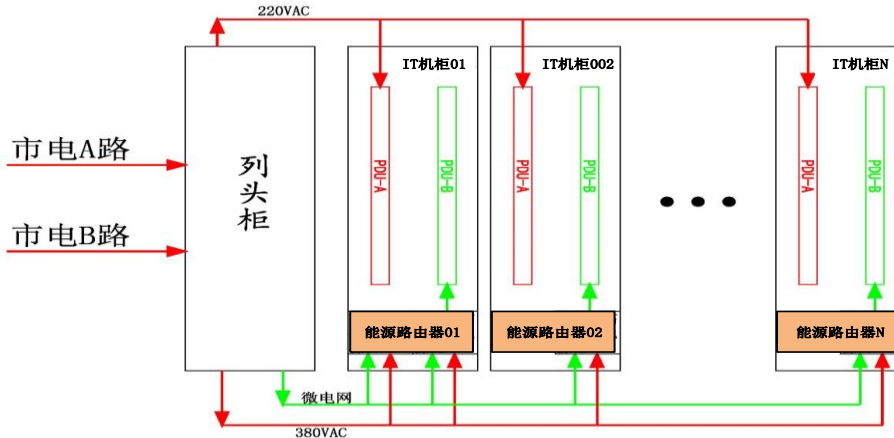 220VAC
IT机柜01
IT机柜002
IT机柜N
市电A路
市电B路
列头柜
PDU-A
PDU-B
PDU-A
PDU-B
PDU-A
PDU-B
能源路由器01
能源路由器02
能源路由器N
微电网
380VAC